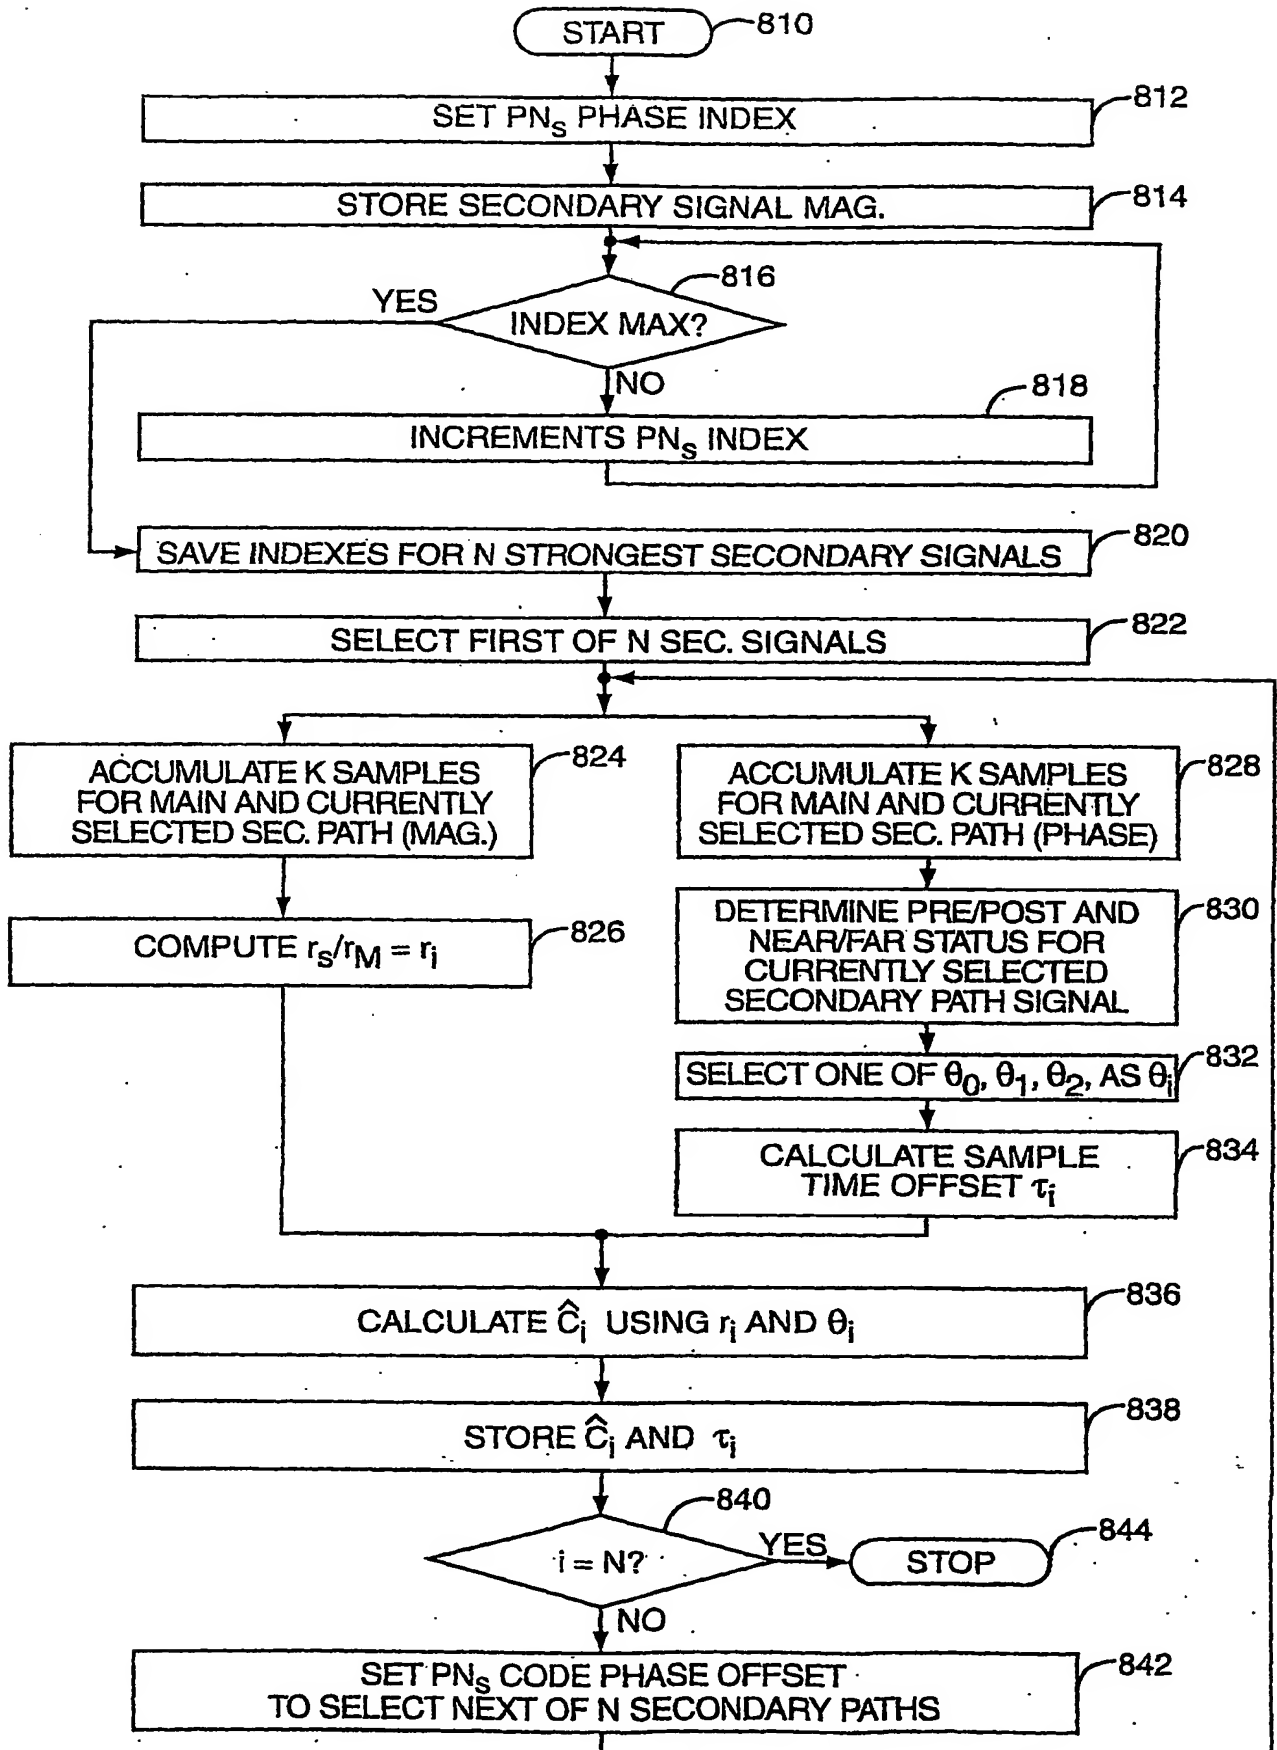 START
810
SET PNS PHASE INDEX
812
STORE SECONDARY SIGNAL MAG.
814
816
YES
INDEX MAX?
NO
818
INCREMENTS PNS INDEX
SAVE INDEXES FOR N STRONGEST SECONDARY SIGNALS
820
SELECT FIRST OF N SEC. SIGNALS
822
ACCUMULATE K SAMPLES
FOR MAIN AND CURRENTLY
SELECTED SEC. PATH (MAG.)
824
COMPUTE rS/rM = ri
826
ACCUMULATE K SAMPLES
FOR MAIN AND CURRENTLY
SELECTED SEC. PATH (PHASE)
828
DETERMINE PRE/POST AND
NEAR/FAR STATUS FOR
CURRENTLY SELECTED
SECONDARY PATH SIGNAL
830
SELECT ONE OF θ0, θ1, θ2, AS θi
832
CALCULATE SAMPLE
TIME OFFSET τi
834
CALCULATE Ĉi USING ri AND θi
836
STORE Ĉi AND τi
838
840
i = N?
YES
STOP
844
NO
SET PNS CODE PHASE OFFSET
TO SELECT NEXT OF N SECONDARY PATHS
842